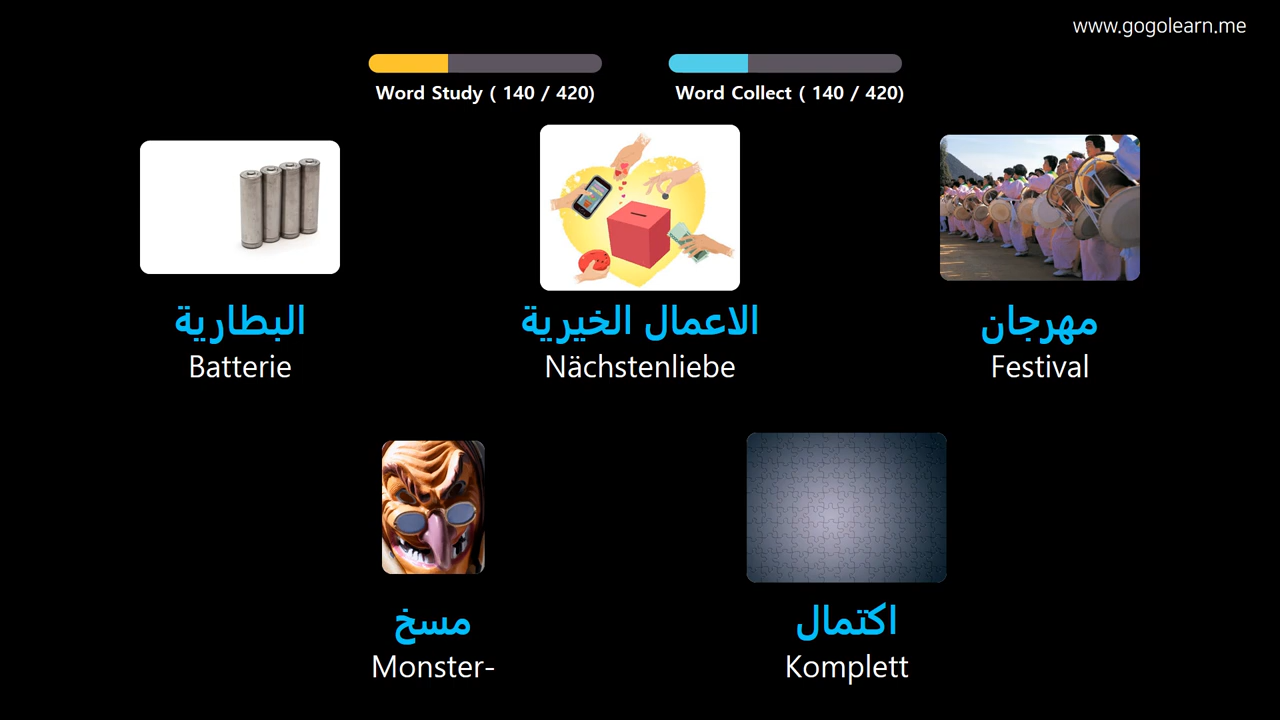 www.gogolearn.me
Word Study ( 140 / 420)
Word Collect ( 140 / 420)
البطارية
Batterie
الاعمال الخيرية
Nächstenliebe
مهرجان
Festival
مسخ
Monster-
اكتمال
Komplett